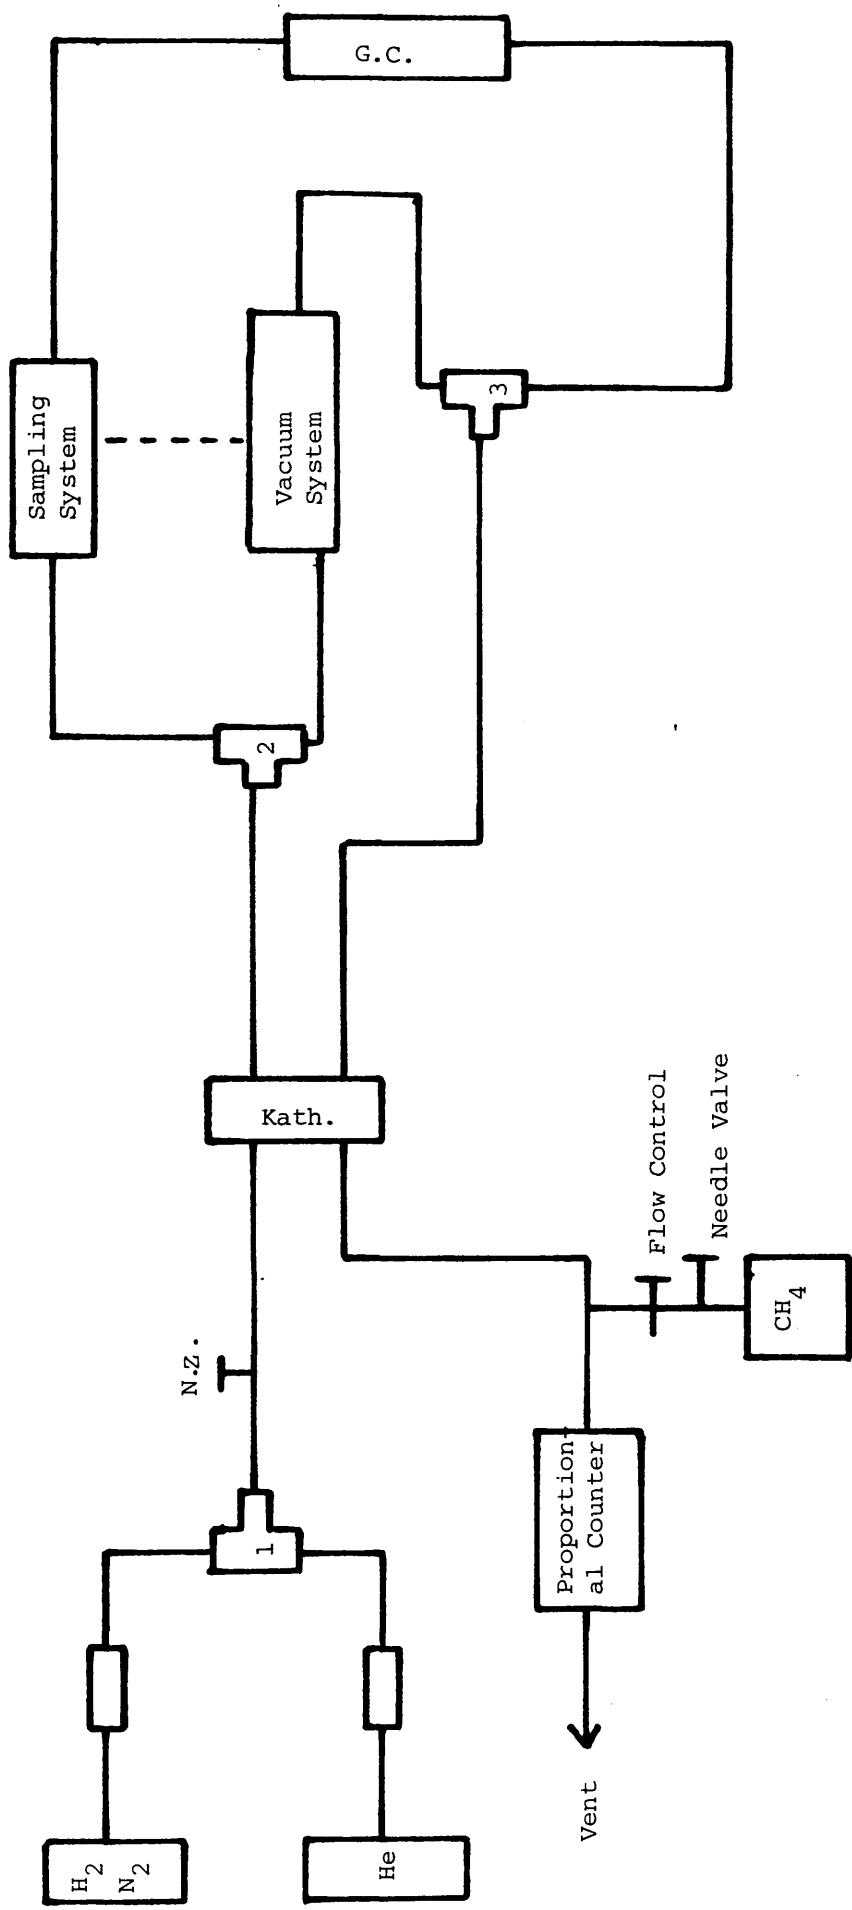 G.C.
Sampling
System
Vacuum
System
3
2
Kath.
Flow Control
Needle Valve
CH4
N.Z.
1
Proportion-
al Counter
H2
N2
He
Vent